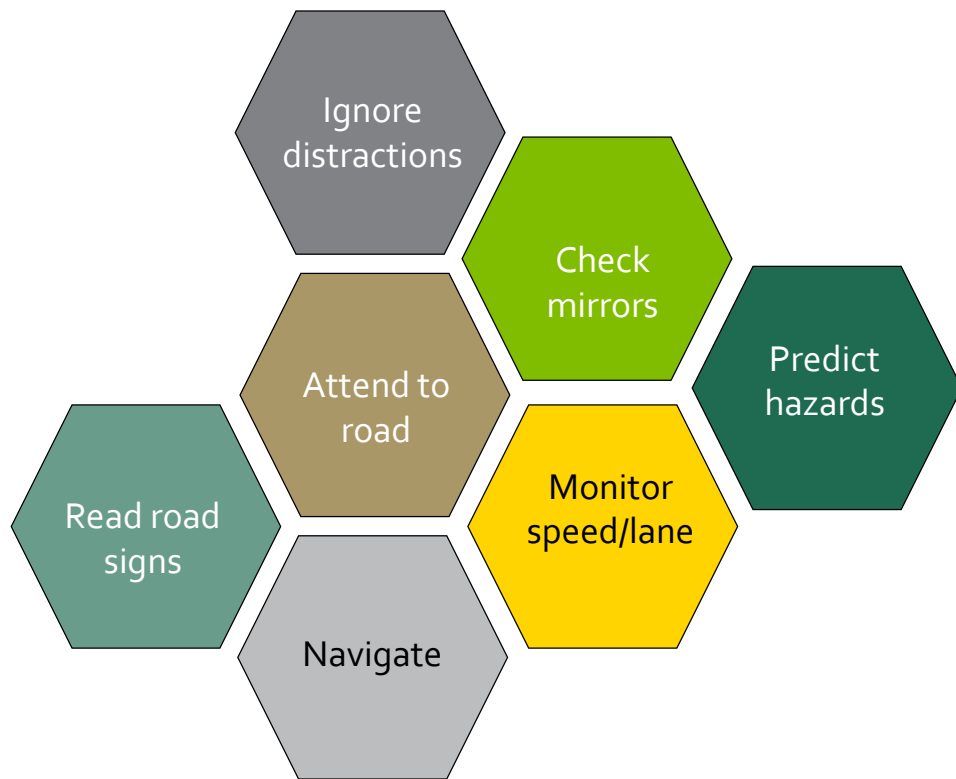 Ignore
distractions
Check
mirrors
Predict
hazards
Attend to
road
Monitor
speed/lane
Read road
signs
Navigate